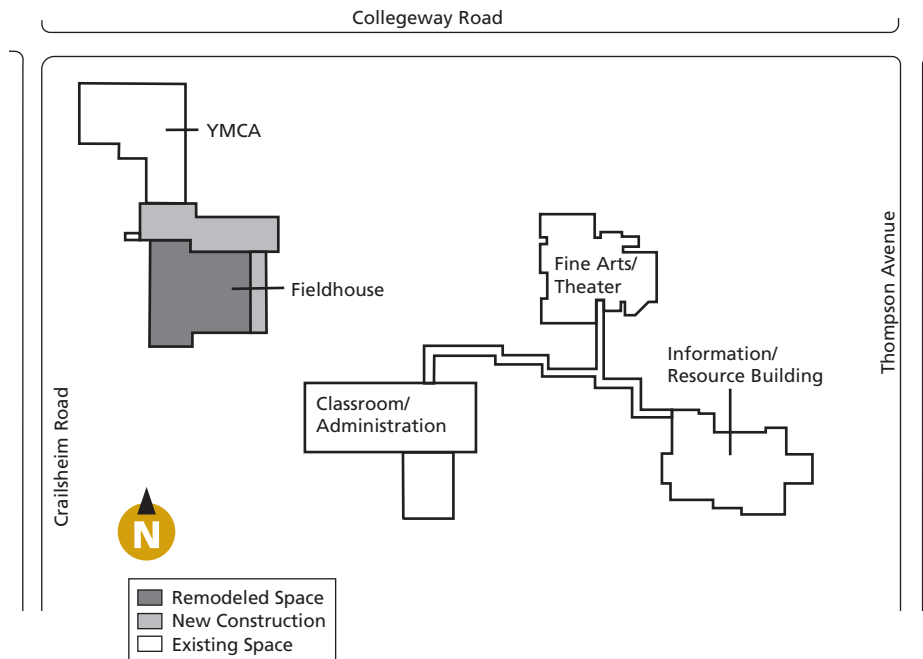 Collegeway Road
YMCA
Fieldhouse
Fine Arts/
Theater
Thompson Avenue
Information/
Resource Building
Classroom/
Administration
Crailsheim Road
N
Remodeled Space
New Construction
Existing Space